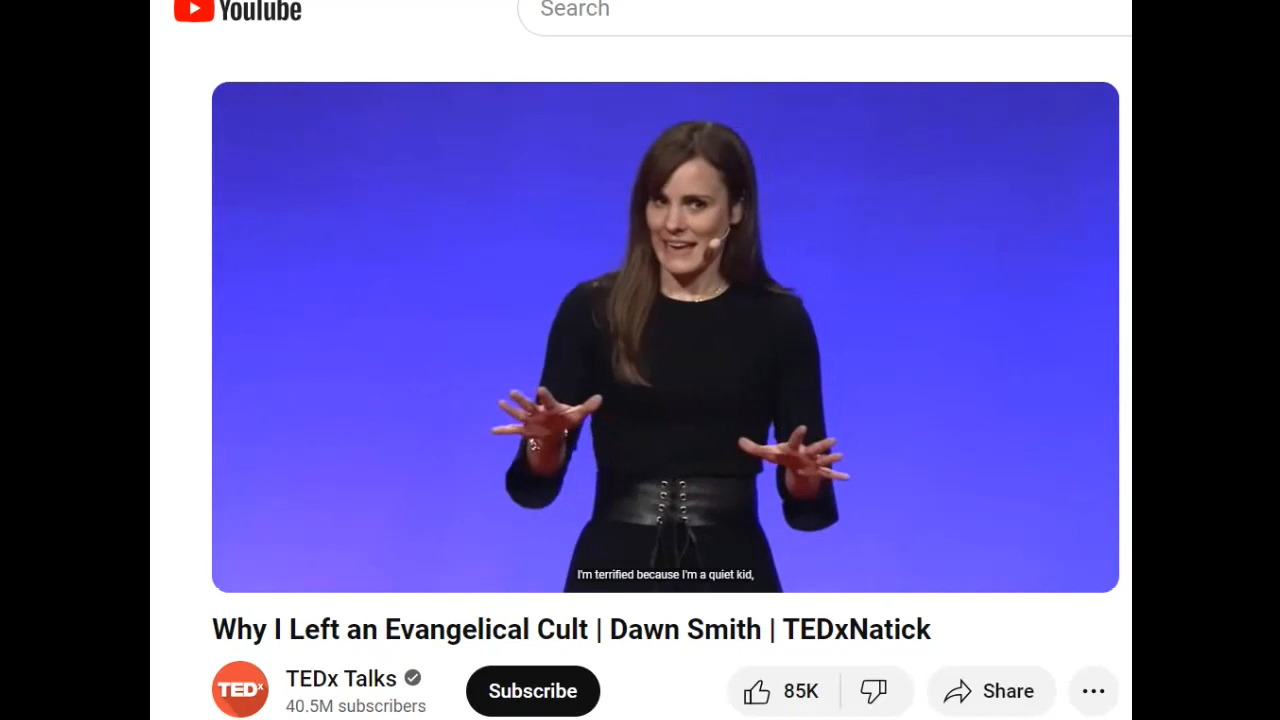 YouTube
Search
I'm terrified because I'm a quiet kid,
Why I Left an Evangelical Cult | Dawn Smith | TEDxNatick
TEDx
TEDx Talks
40.5M subscribers
Subscribe
85K
Share